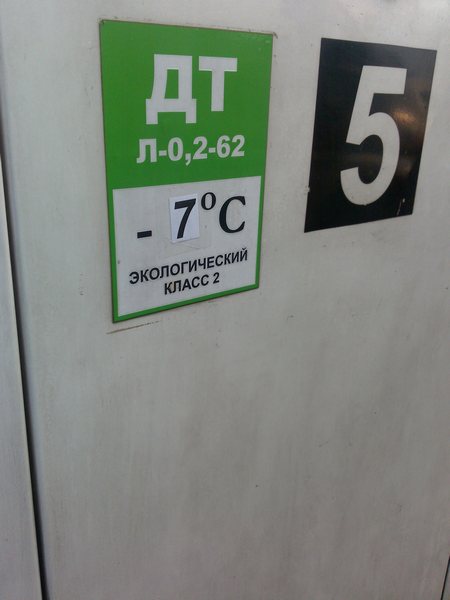 ДТ
Л-0,2-62
- 7°С
ЭКОЛОГИЧЕСКИЙ
КЛАСС 2
5